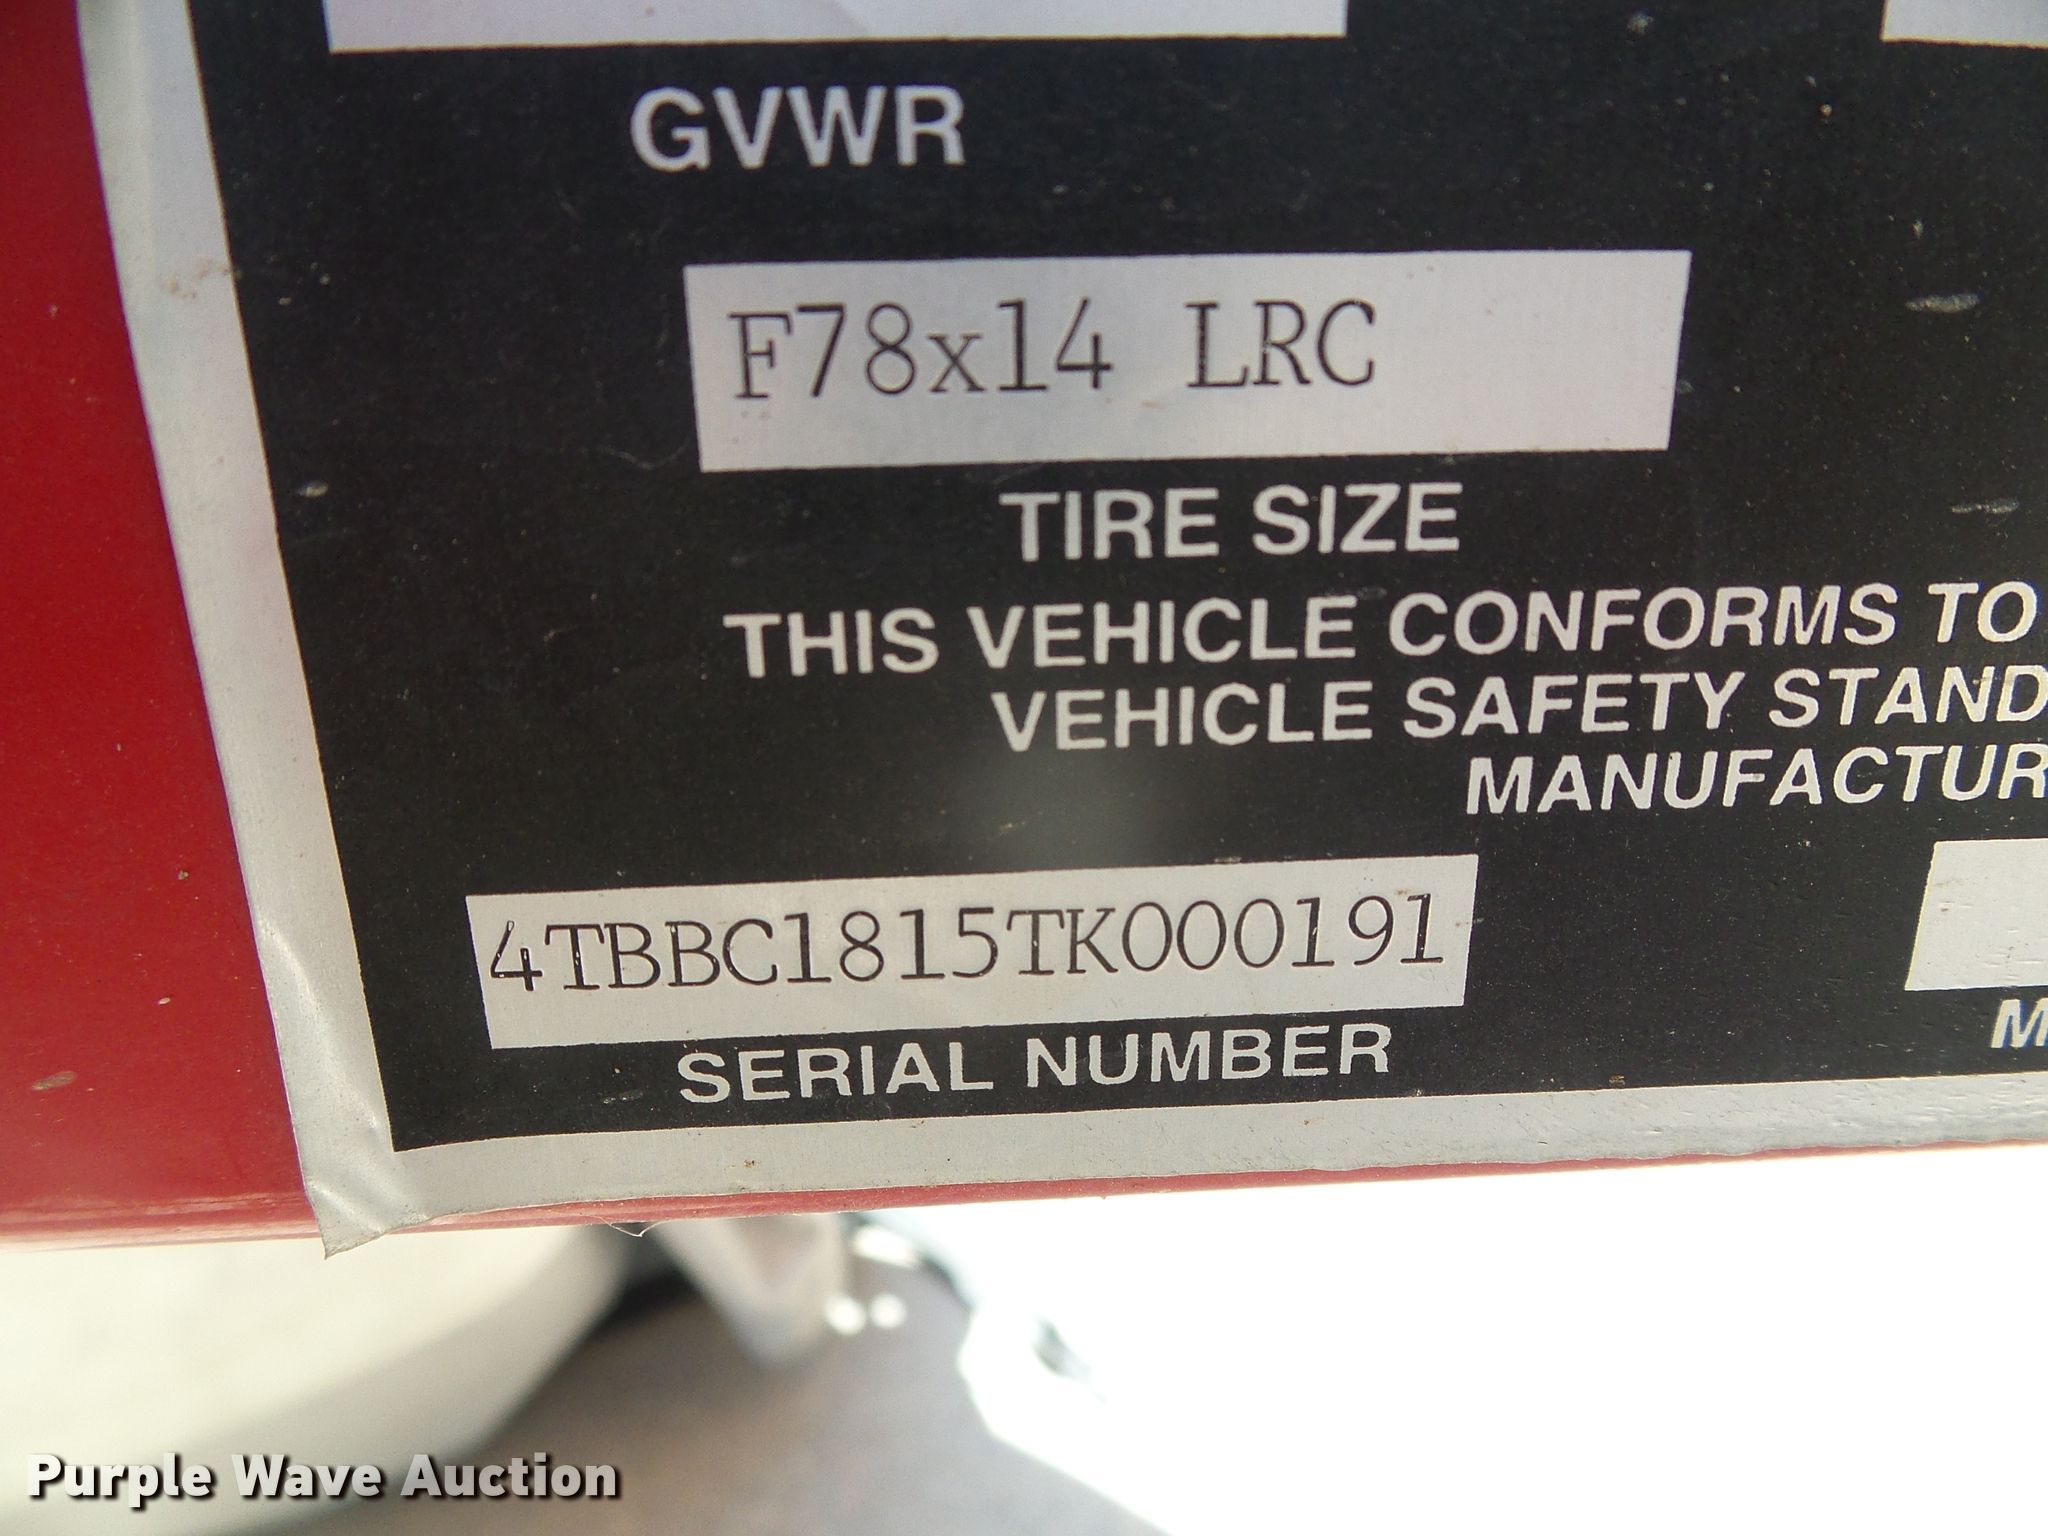 GVWR
F78x14 LRC
TIRE SIZE
THIS VEHICLE CONFORMS TO
VEHICLE SAFETY STAND
MANUFACTUR
4TBBC1815TK000191
SERIAL NUMBER
M
Purple Wave Auction